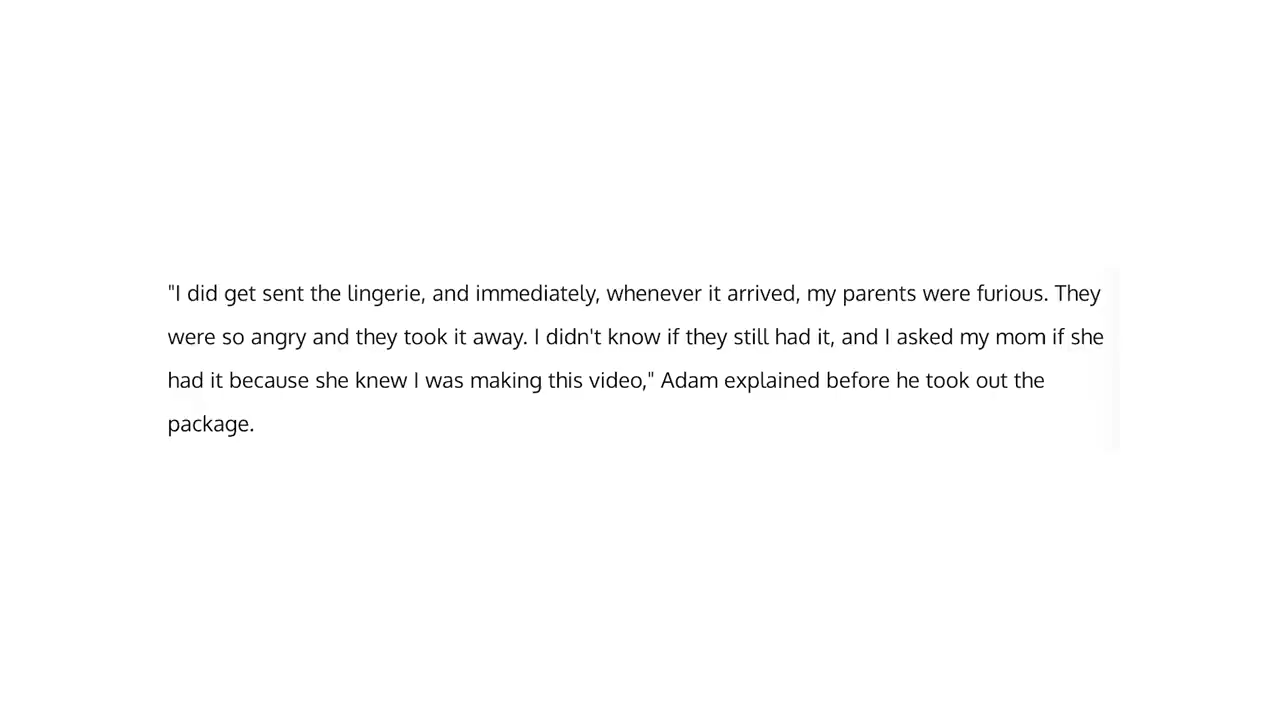 "I did get sent the lingerie, and immediately, whenever it arrived, my parents were furious. They
were so angry and they took it away. I didn't know if they still had it, and I asked my mom if she
had it because she knew I was making this video," Adam explained before he took out the
package.